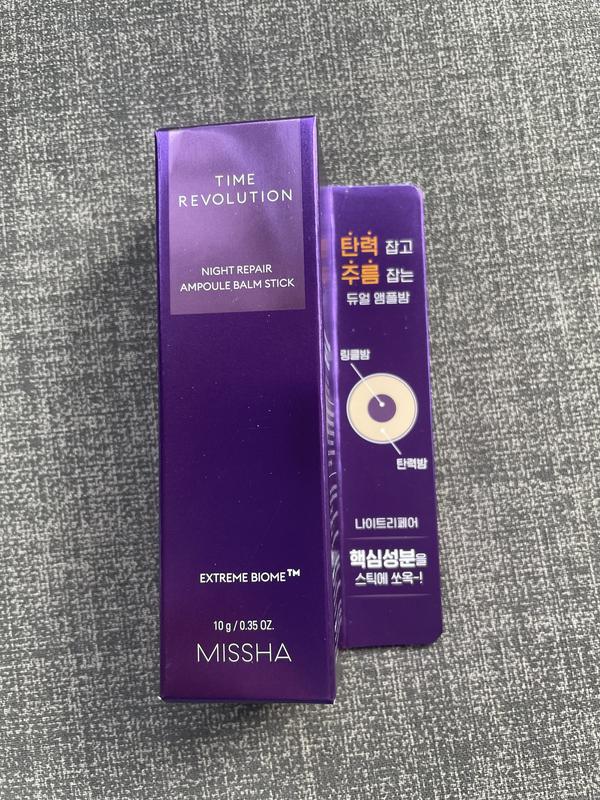 TIME
REVOLUTION
NIGHT REPAIR
AMPOULE BALM STICK
EXTREME BIOME™
10 g / 0.35 OZ.
MISSHA
탄력 잡고
주름 잡는
듀얼 앰플밤
링클밤
탄력밤
나이트리페어
핵심성분을
스틱에 쏘옥~!